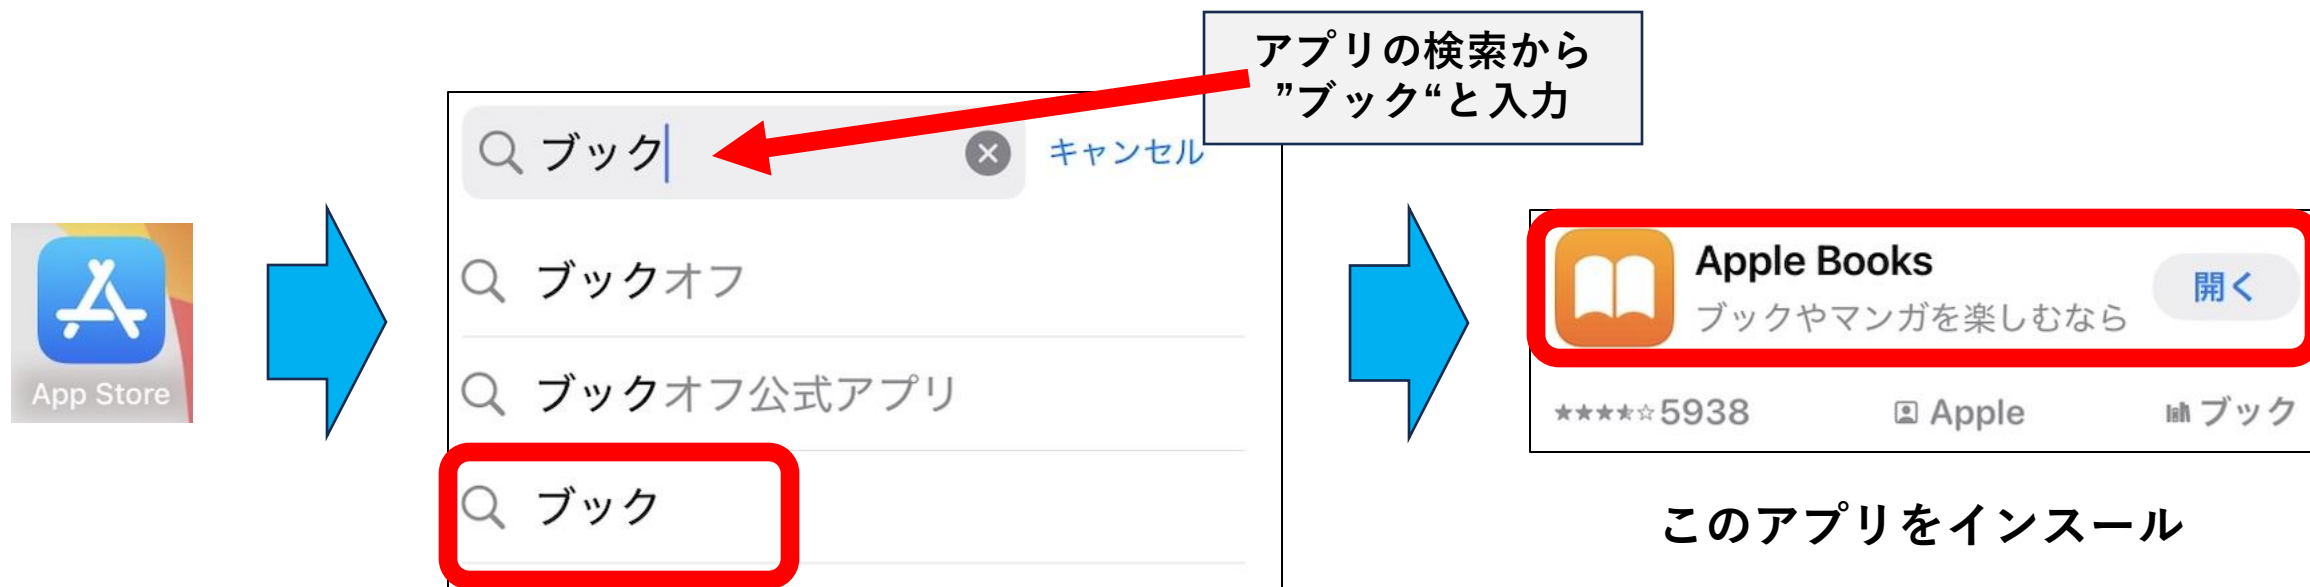 アプリの検索から
”ブック“と入力
ブック
キャンセル
ブックオフ
ブックオフ公式アプリ
ブック
App Store
Apple Books
ブックやマンガを楽しむなら
開く
★★★★☆5938
Apple
ブック
このアプリをインスール